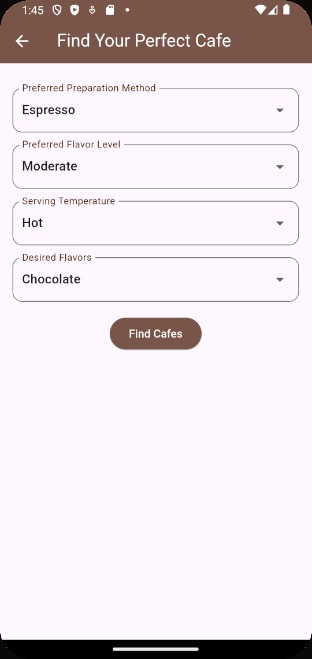 1:45
Find Your Perfect Cafe
Preferred Preparation Method
Espresso
Preferred Flavor Level
Moderate
Serving Temperature
Hot
Desired Flavors
Chocolate
Find Cafes